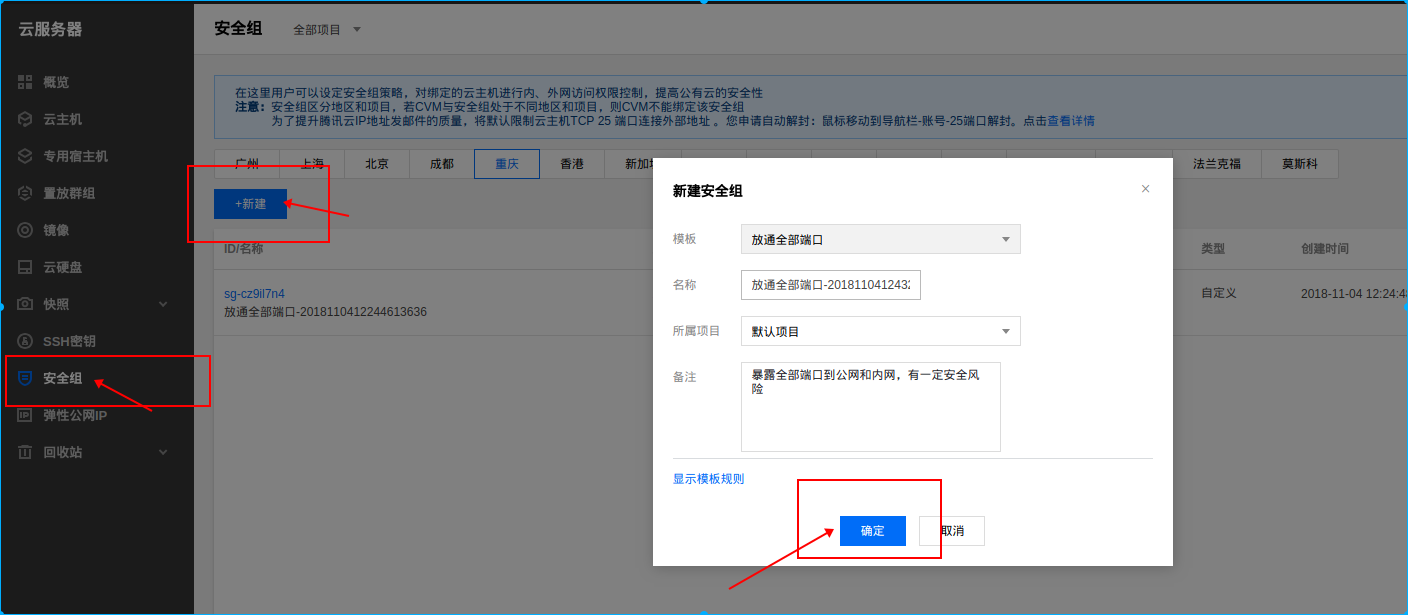 云服务器
概览
云主机
专用宿主机
置放群组
镜像
云硬盘
快照
SSH密钥
安全组
弹性公网IP
回收站
安全组 全部项目
在这里用户可以设定安全组策略，对绑定的云主机进行内、外网访问权限控制，提高公有云的安全性
注意：安全组区分地区和项目，若CVM与安全组处于不同地区和项目，则CVM不能绑定该安全组
为了提升腾讯云IP地址发邮件的质量，将默认限制云主机TCP 25 端口连接外部地址 。您申请自动解封：鼠标移动到导航栏-账号-25端口解封。点击查看详情
广州 上海 北京 成都 重庆 香港 新加 法兰克福 莫斯科
+新建
ID/名称 类型 创建时间
sg-cz9il7n4 自定义 2018-11-04 12:24:4
放通全部端口-2018110412244613636
新建安全组
模板 放通全部端口
名称 放通全部端口-201811041243
所属项目 默认项目
备注 暴露全部端口到公网和内网，有一定安全风
险
显示模板规则
确定 取消